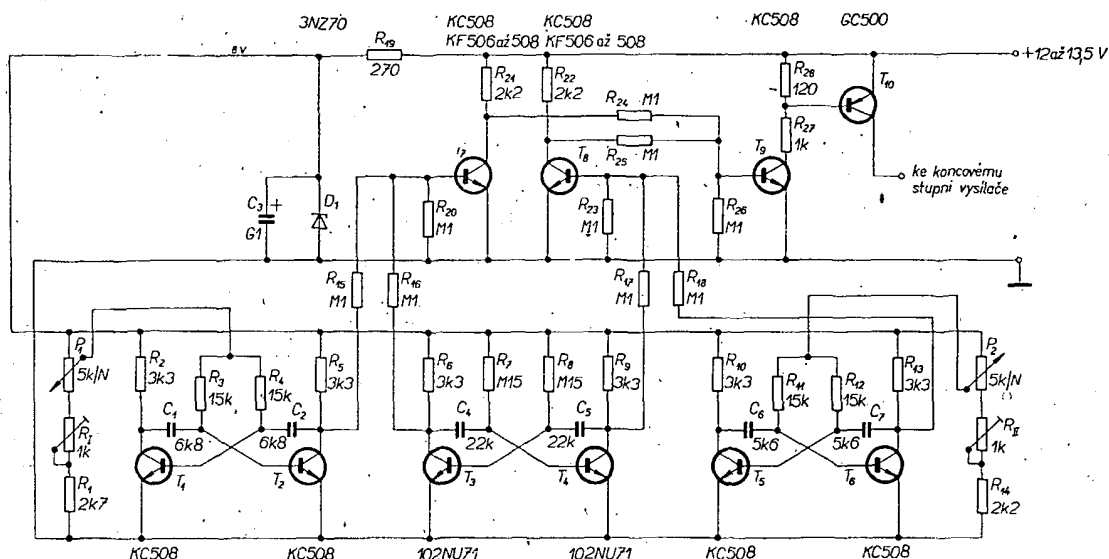 3NZ70
KC508
KF506 až 508
KC508
KF506 až 508
KC508
GC500
8V
R19
270
+12 až 13,5 V
R21
2k2
R22
2k2
R28
120
T10
R24
M1
R25
M1
R27
1k
T8
T9
ke koncovému
stupni vysílače
C3
+
G1
D1
R20
M1
R23
M1
R26
M1
R15
M1
R16
M1
R17
M1
R18
M1
P1
5k/N
R2
3k3
R3
15k
R4
15k
R5
3k3
R6
3k3
R7
M15
R8
M15
R9
3k3
R10
3k3
R11
15k
R12
15k
R13
3k3
P2
5k/N
RI
1k
C1
6k8
C2
6k8
C4
22k
C5
22k
C6
5k6
C7
5k6
RII
1k
R1
2k7
T1
T2
T3
T4
T5
T6
R14
2k2
KC508
KC508
102NU71
102NU71
KC508
KC508